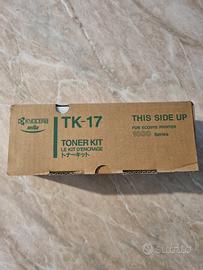 KYOCERA
mita
TK-17
TONER KIT
LE KIT D'ENCRAGE
トナーキット
THIS SIDE UP
FOR ECOSYS PRINTER
1000 Series